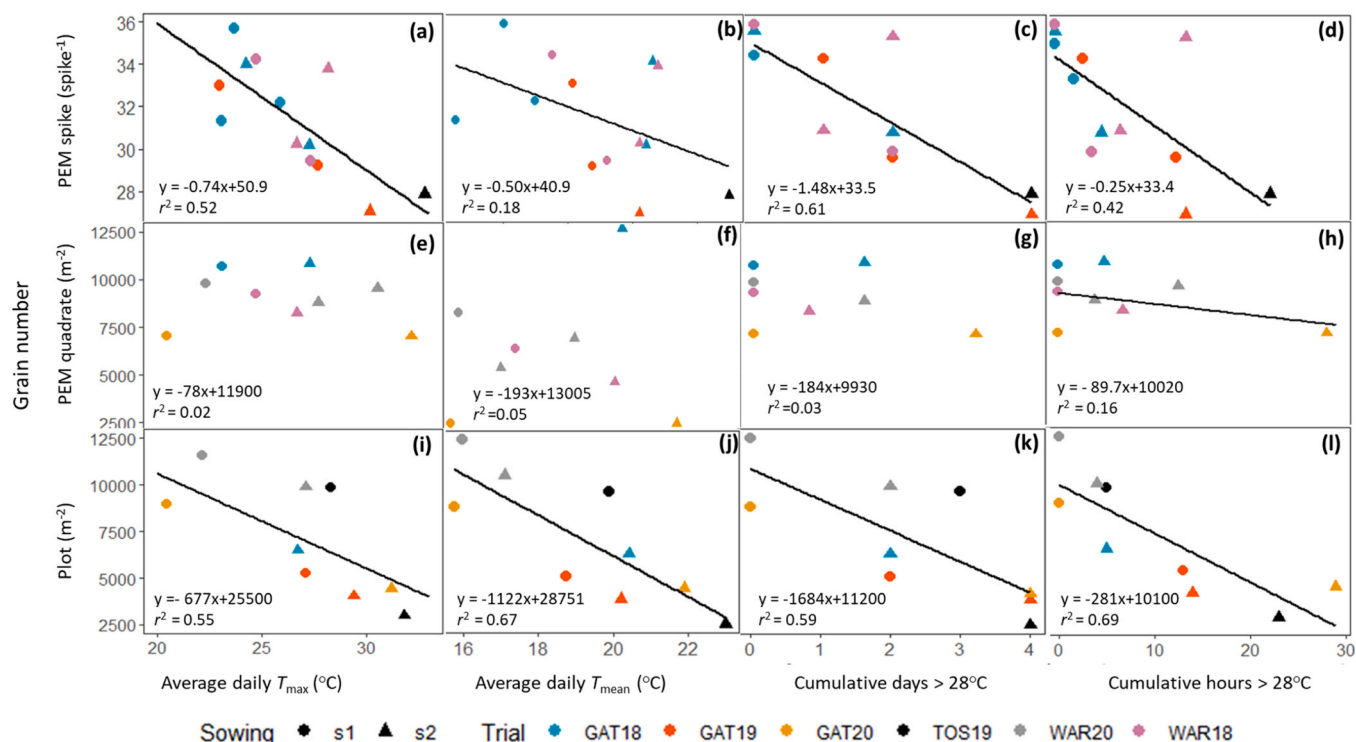 (a)
(b)
(c)
(d)
36
34
32
30
28
PEM spike (spike⁻¹)
y = -0.74x+50.9
r² = 0.52
y = -0.50x+40.9
r² = 0.18
y = -1.48x+33.5
r² = 0.61
y = -0.25x+33.4
r² = 0.42
(e)
(f)
(g)
(h)
12500
10000
7500
5000
2500
Grain number
PEM quadrate (m⁻²)
y = -78x+11900
r² = 0.02
y = -193x+13005
r² =0.05
y = -184x+9930
r² =0.03
y = - 89.7x+10020
r² = 0.16
(i)
(j)
(k)
(l)
12500
10000
7500
5000
2500
Plot (m⁻²)
y =- 677x+25500
r² = 0.55
y = -1122x+28751
r² = 0.67
y = -1684x+11200
r² = 0.59
y = -281x+10100
r² = 0.69
20 25 30
16 18 20 22
0 1 2 3 4
0 10 20 30
Average daily Tmax (°C)
Average daily Tmean (°C)
Cumulative days > 28°C
Cumulative hours > 28°C
Sowing s1 s2 Trial GAT18 GAT19 GAT20 TOS19 WAR20 WAR18